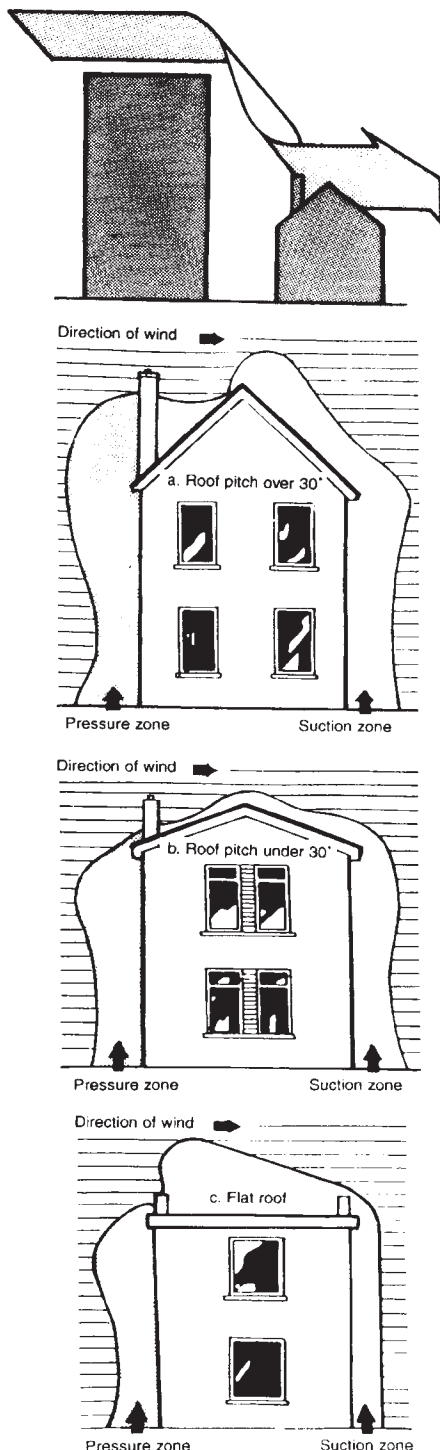 Direction of wind
a. Roof pitch over 30°
Pressure zone Suction zone
Direction of wind
b. Roof pitch under 30°
Pressure zone Suction zone
Direction of wind
c. Flat roof
Pressure zone Suction zone